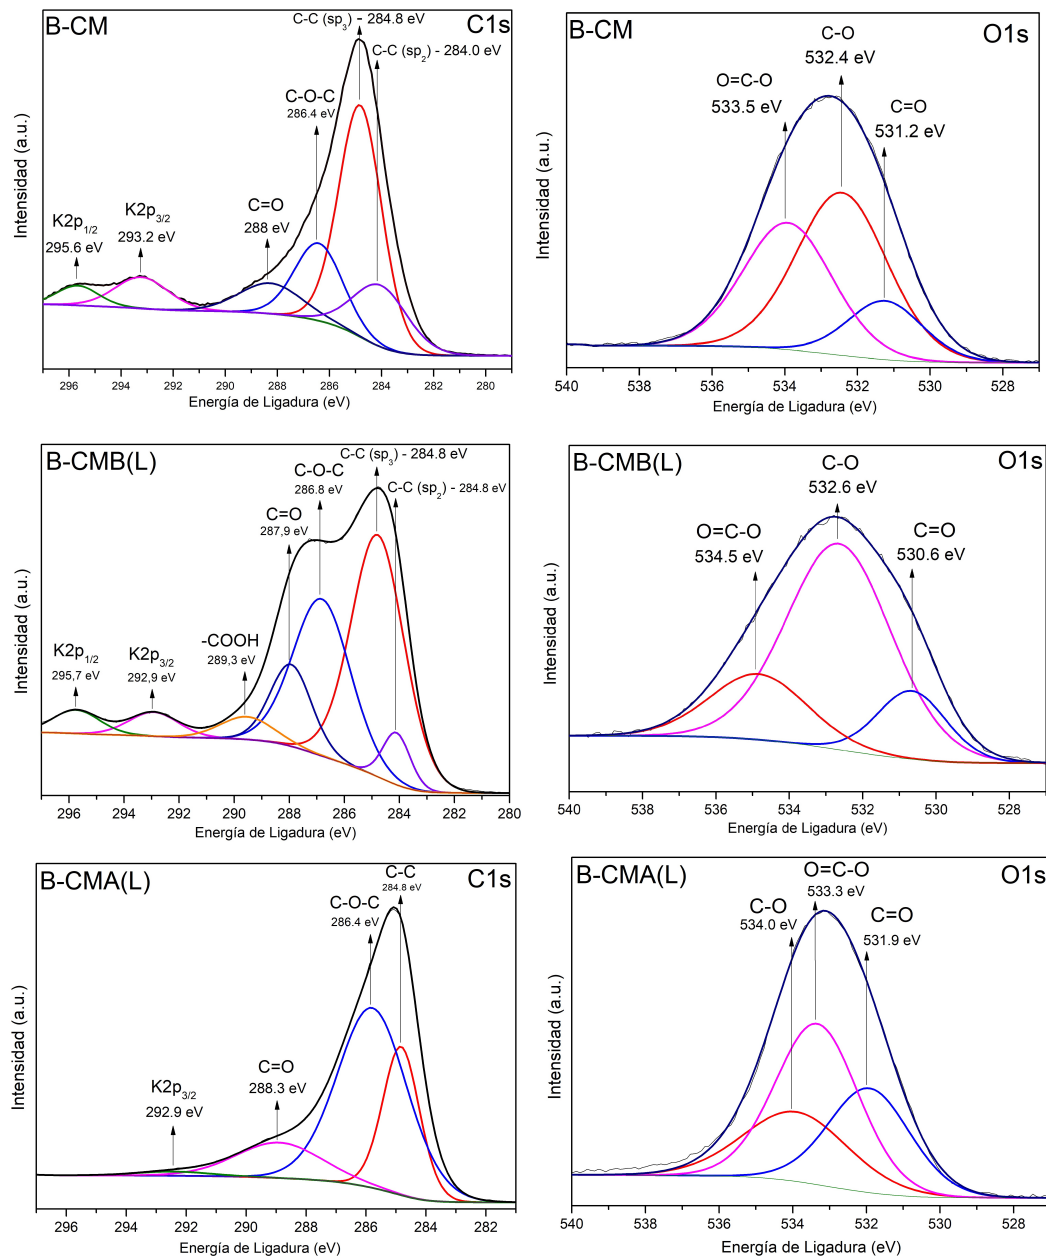 B-CM
C-C (sp3) - 284.8 eV
C1s
C-C (sp2) - 284.0 eV
C-O-C
286.4 eV
C=O
288 eV
K2p3/2
293.2 eV
K2p1/2
295.6 eV
Intensidad (a.u.)
296 294 292 290 288 286 284 282 280
Energía de Ligadura (eV)
B-CM
C-O
532.4 eV
O1s
O=C-O
533.5 eV
C=O
531.2 eV
Intensidad (a.u.)
540 538 536 534 532 530 528
Energía de Ligadura (eV)
B-CMB(L)
C-C (sp3) - 284.8 eV
C1s
C-O-C
286.8 eV
C-C (sp2) - 284.8 eV
C=O
287,9 eV
-COOH
289,3 eV
K2p1/2
295,7 eV
K2p3/2
292,9 eV
Intensidad (a.u.)
296 294 292 290 288 286 284 282 280
Energía de Ligadura (eV)
B-CMB(L)
C-O
532.6 eV
O1s
O=C-O
534.5 eV
C=O
530.6 eV
Intensidad (a.u.)
540 538 536 534 532 530 528
Energía de Ligadura (eV)
B-CMA(L)
C-C
284.8 eV
C1s
C-O-C
286.4 eV
C=O
288.3 eV
K2p3/2
292.9 eV
Intensidad (a.u.)
296 294 292 290 288 286 284 282
Energía de Ligadura (eV)
B-CMA(L)
O=C-O
533.3 eV
O1s
C-O
534.0 eV
C=O
531.9 eV
Intensidad (a.u.)
540 538 536 534 532 530 528
Energía de Ligadura (eV)